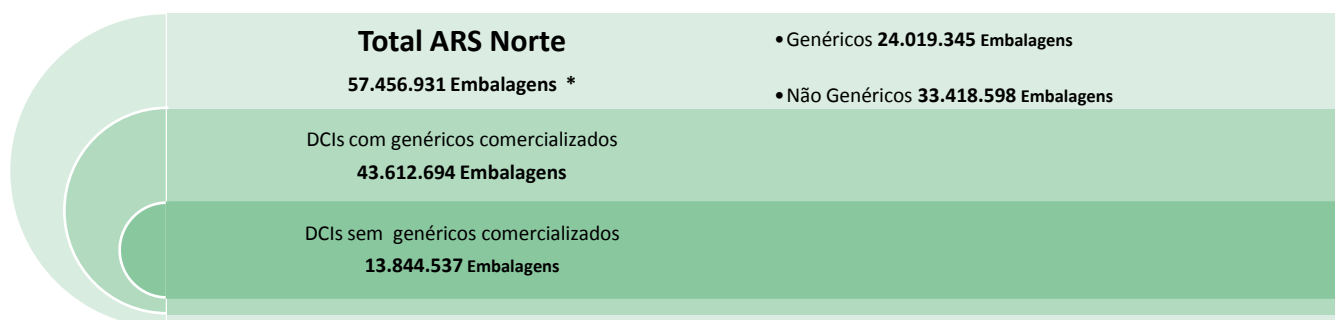 Total ARS Norte
57.456.931 Embalagens *
•Genéricos 24.019.345 Embalagens
•Não Genéricos 33.418.598 Embalagens
DCIs com genéricos comercializados
43.612.694 Embalagens
DCIs sem genéricos comercializados
13.844.537 Embalagens